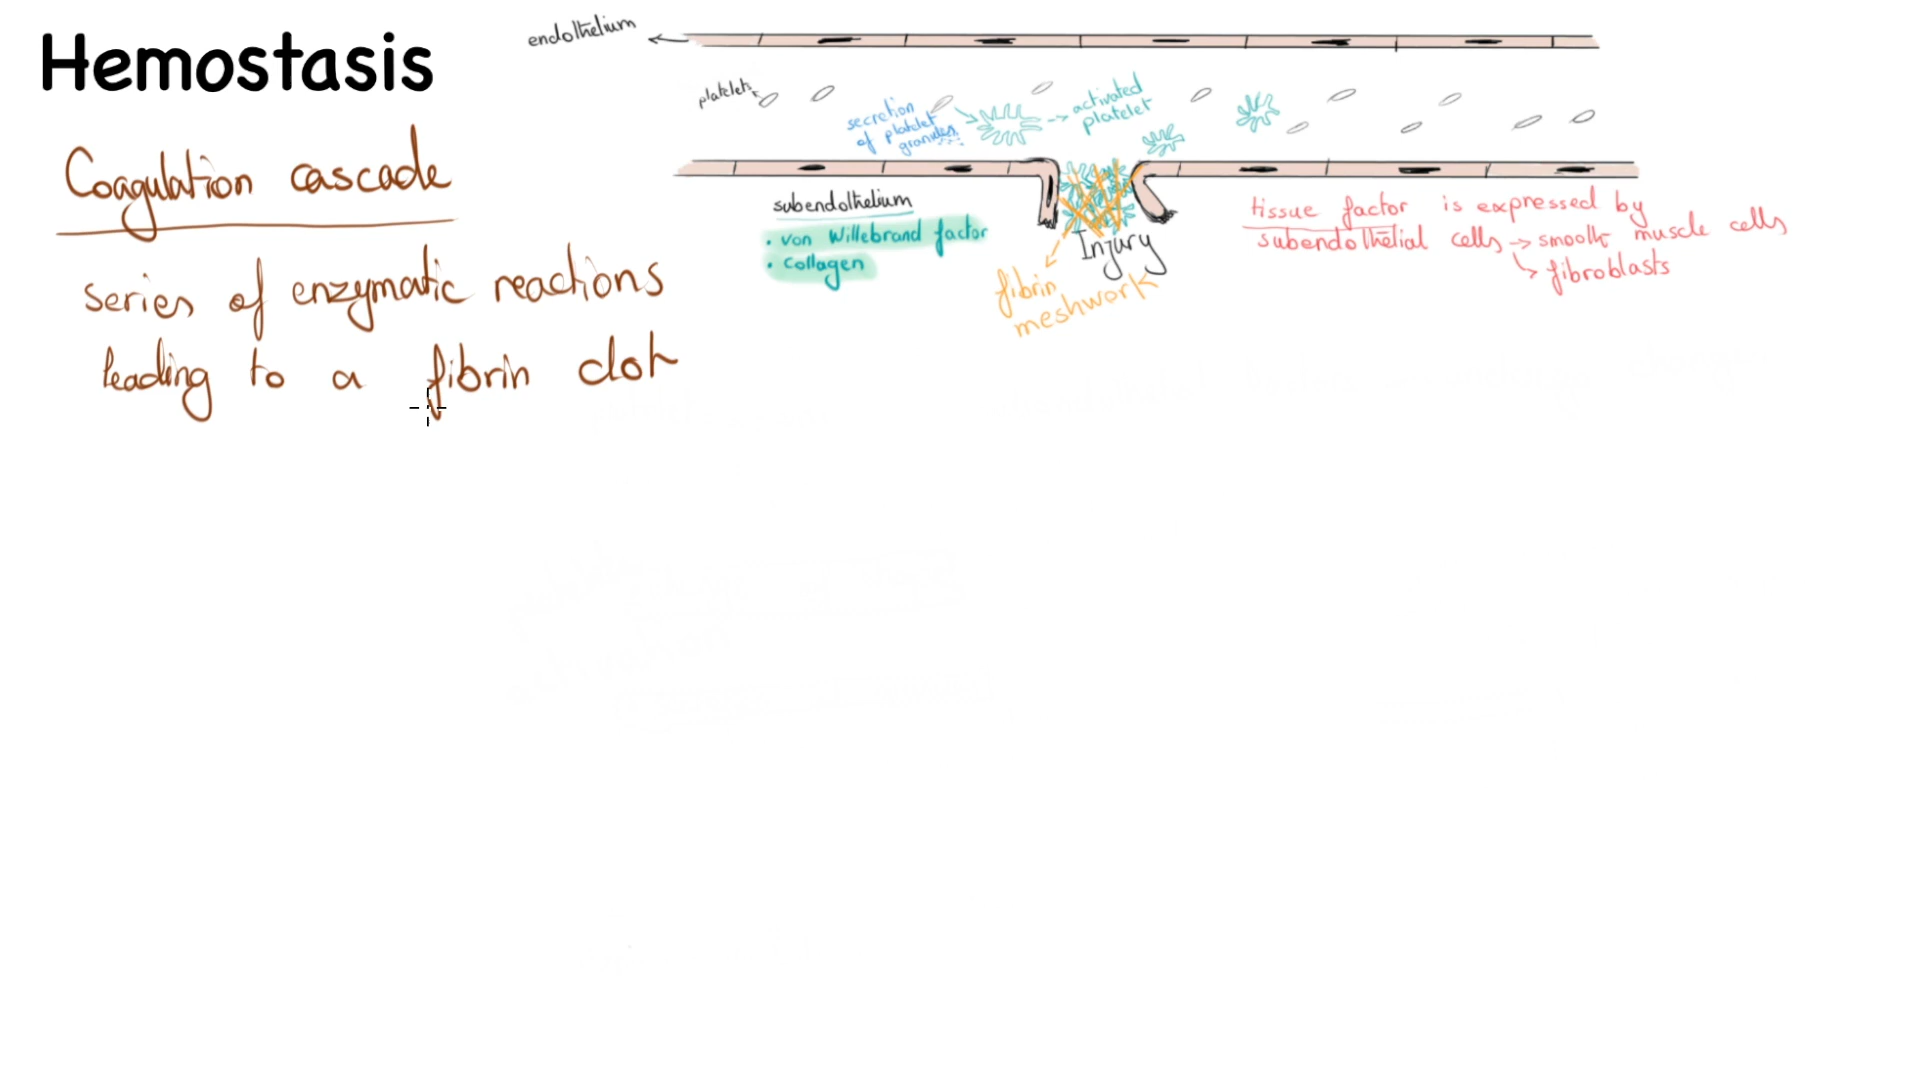 Hemostasis
endothelium
platelets
secretion
of platelet
granules
activated
platelet
Coagulation cascade
series of enzymatic reactions
leading to a fibrin clot
subendothelium
• von Willebrand factor
• Collagen
Injury
fibrin
meshwork
tissue factor is expressed by
subendothelial cells → smooth muscle cells
↳ fibroblasts